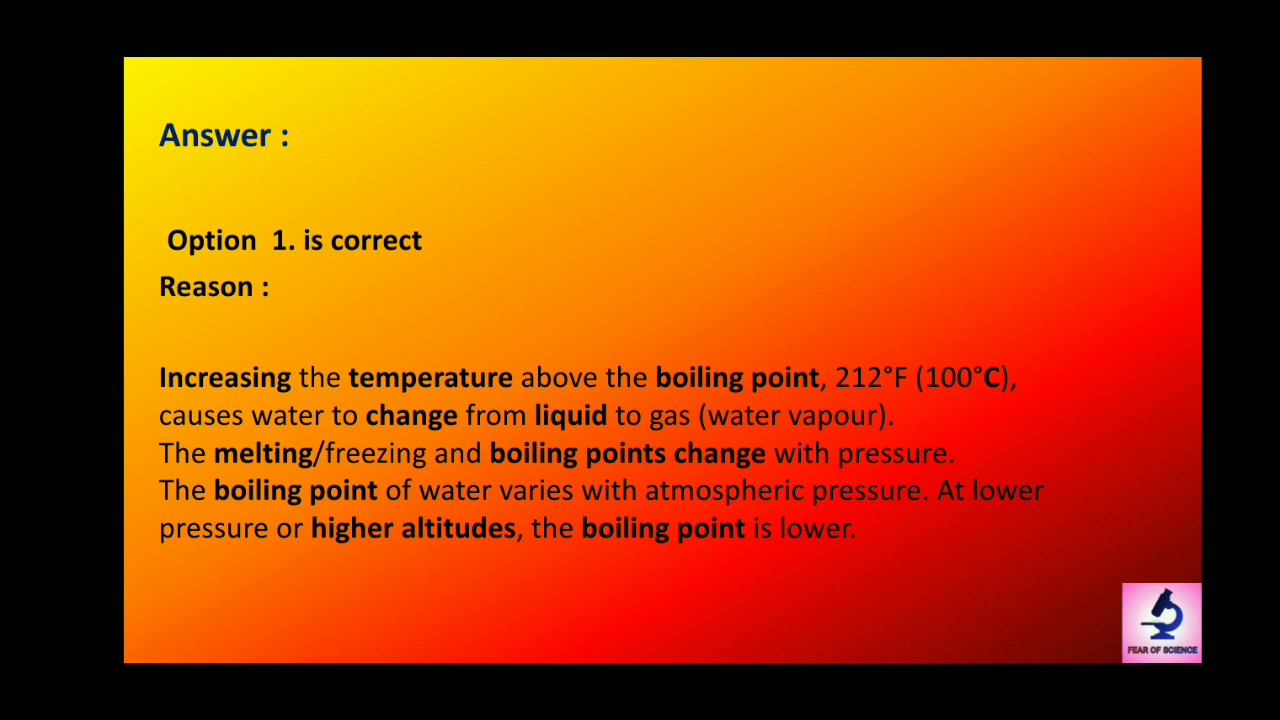 Answer :
Option 1. is correct
Reason :
Increasing the temperature above the boiling point, 212°F (100°C),
causes water to change from liquid to gas (water vapour).
The melting/freezing and boiling points change with pressure.
The boiling point of water varies with atmospheric pressure. At lower
pressure or higher altitudes, the boiling point is lower.
FEAR OF SCIENCE